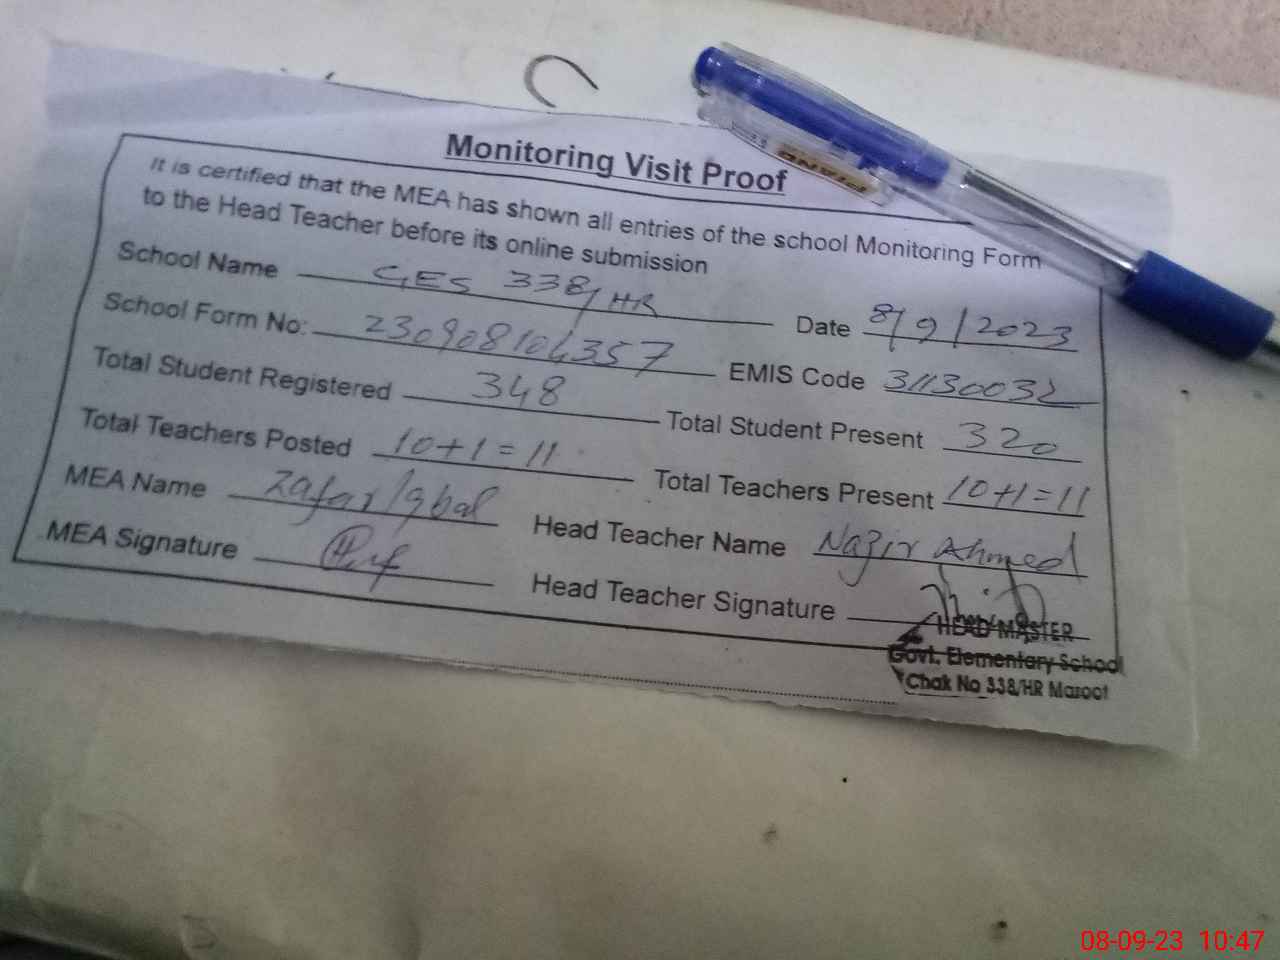 Monitoring Visit Proof
It is certified that the MEA has shown all entries of the school Monitoring Form
to the Head Teacher before its online submission
School Name GES 338/HR Date 8/9/2023
School Form No: 230908104357 EMIS Code 31130032
Total Student Registered 348 Total Student Present 320
Total Teachers Posted 10+1=11 Total Teachers Present 10+1=11
MEA Name Zafar Iqbal Head Teacher Name Nazir Ahmed
MEA Signature Head Teacher Signature
HEAD MASTER
Govt. Elementary School
Chak No 338/HR Maroot
PIANO
08-09-23 10:47